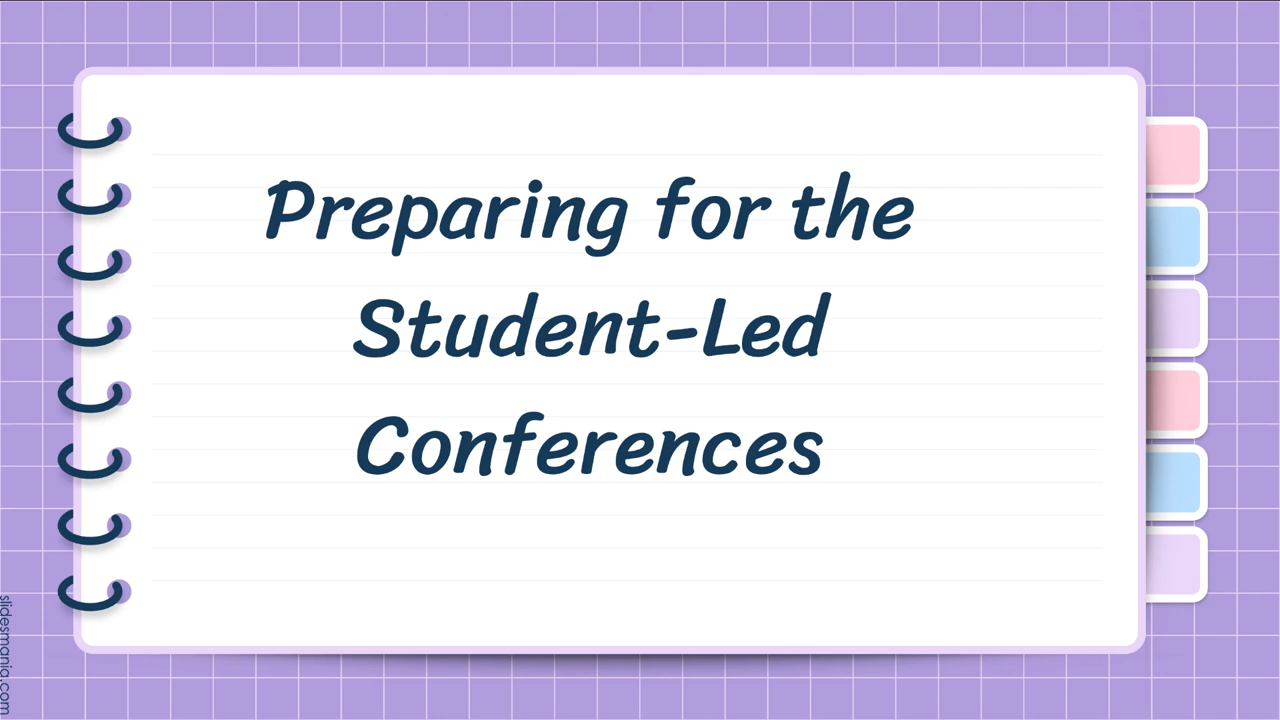 Preparing for the
Student-Led
Conferences
slidesmania.com